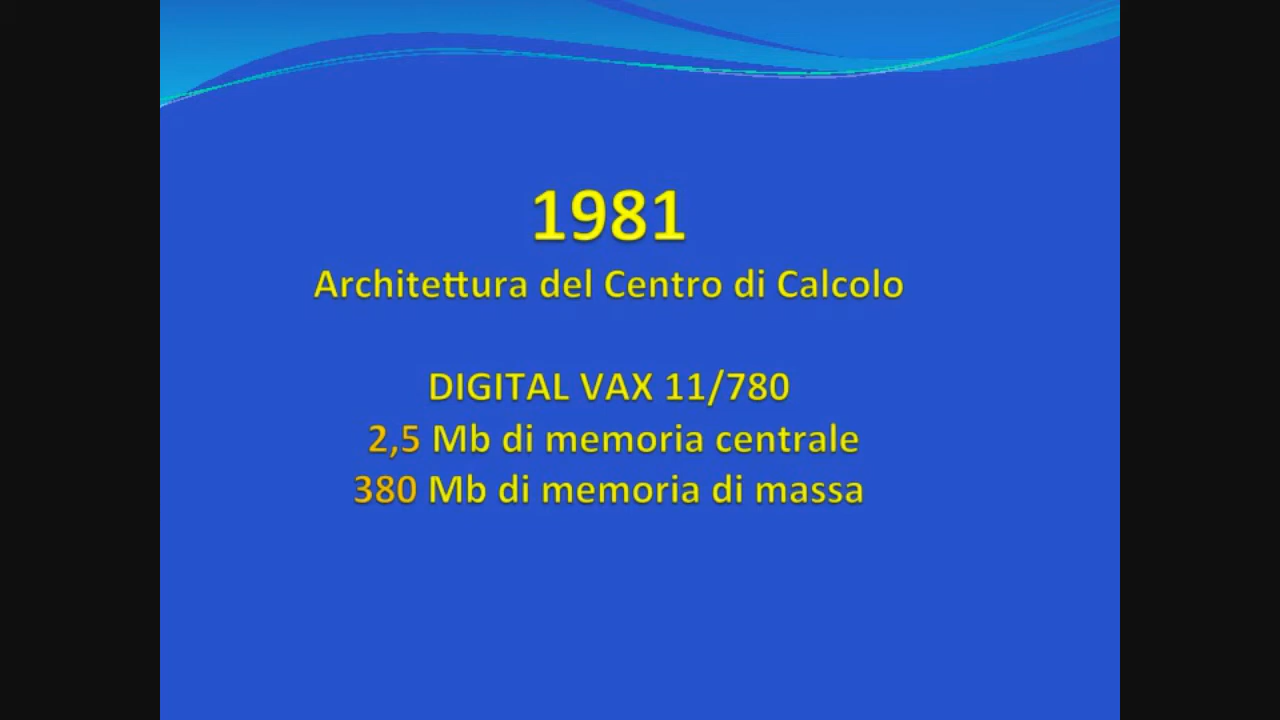 1981
Architettura del Centro di Calcolo
DIGITAL VAX 11/780
2,5 Mb di memoria centrale
380 Mb di memoria di massa